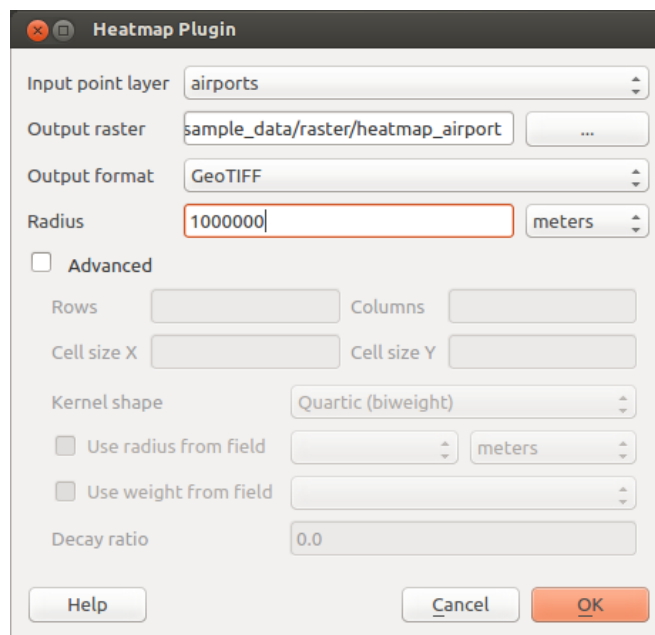 Heatmap Plugin
Input point layer airports
Output raster sample_data/raster/heatmap_airport ...
Output format GeoTIFF
Radius 1000000 meters
Advanced
Rows Columns
Cell size X Cell size Y
Kernel shape Quartic (biweight)
Use radius from field meters
Use weight from field
Decay ratio 0.0
Help Cancel OK